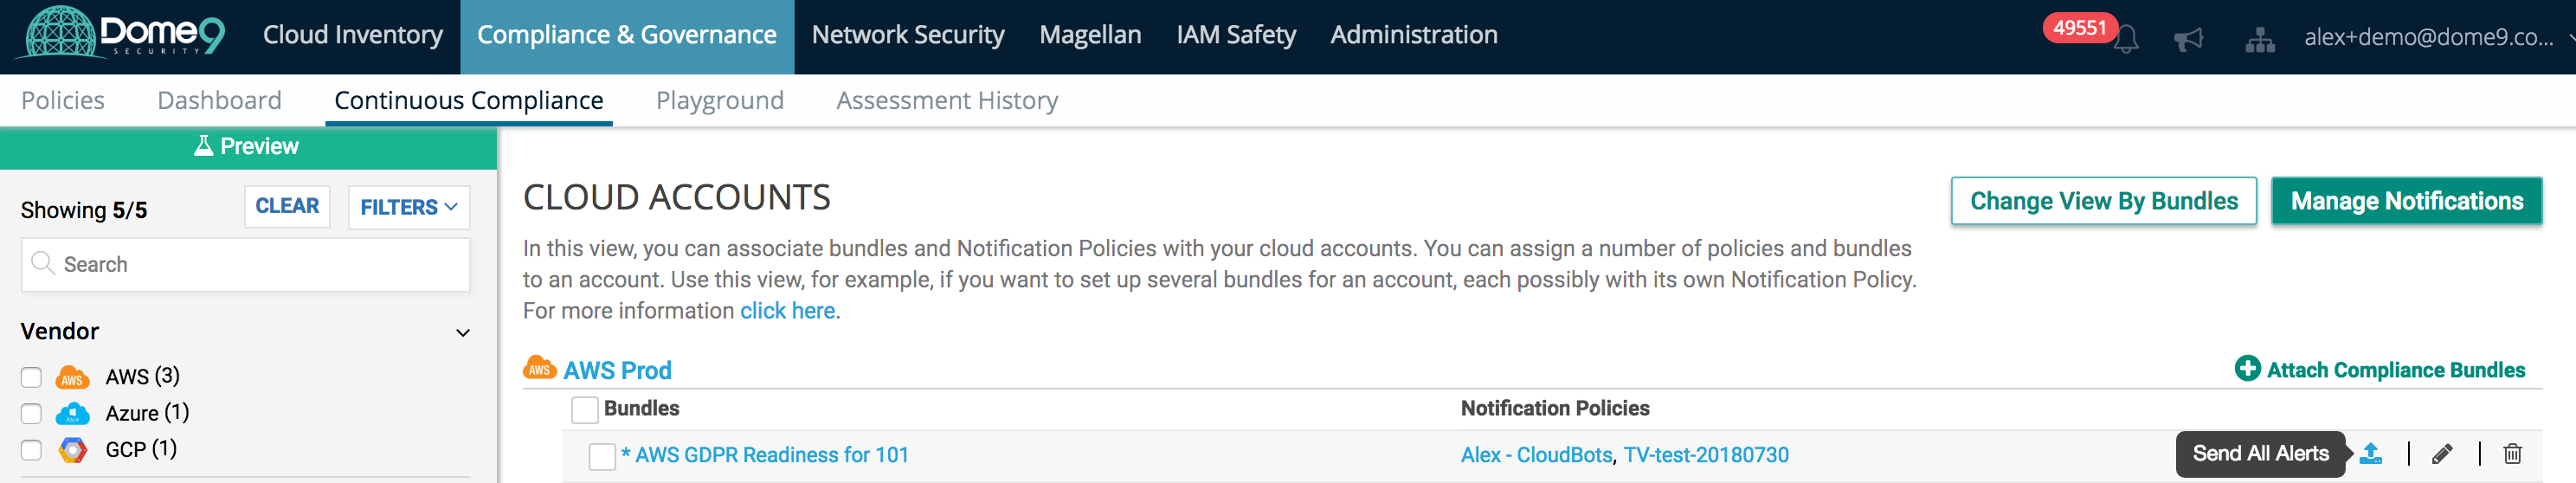 Dome9
SECURITY
Cloud Inventory
Compliance & Governance
Network Security
Magellan
IAM Safety
Administration
49551
alex+demo@dome9.co...
Policies
Dashboard
Continuous Compliance
Playground
Assessment History
Preview
Showing 5/5
CLEAR
FILTERS
Search
Vendor
AWS
AWS (3)
Azure (1)
GCP (1)
CLOUD ACCOUNTS
Change View By Bundles
Manage Notifications
In this view, you can associate bundles and Notification Policies with your cloud accounts. You can assign a number of policies and bundles
to an account. Use this view, for example, if you want to set up several bundles for an account, each possibly with its own Notification Policy.
For more information click here.
AWS
AWS Prod
Attach Compliance Bundles
Bundles
Notification Policies
* AWS GDPR Readiness for 101
Alex - CloudBots, TV-test-20180730
Send All Alerts